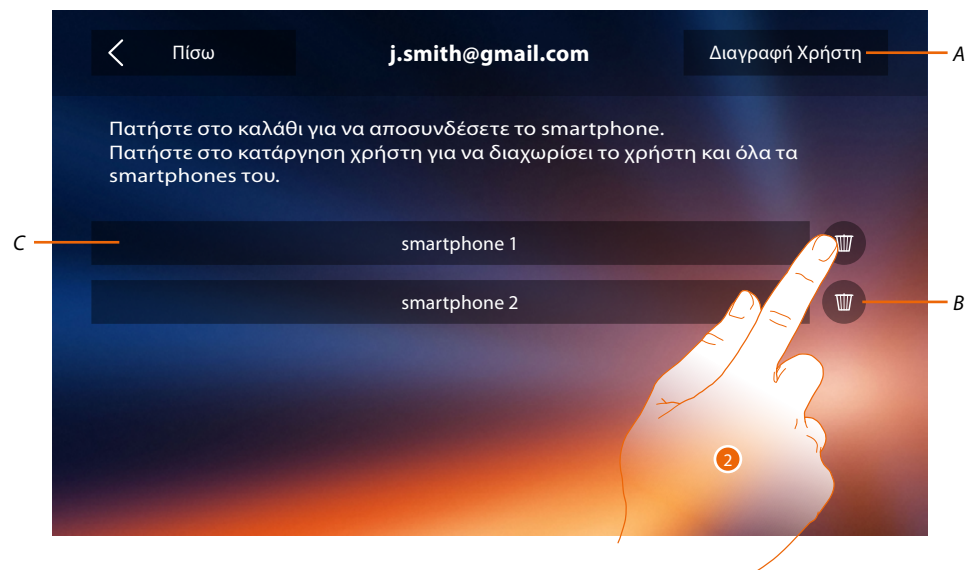 Πίσω
j.smith@gmail.com
Διαγραφή Χρήστη
A
Πατήστε στο καλάθι για να αποσυνδέσετε το smartphone.
Πατήστε στο κατάργηση χρήστη για να διαχωρίσει το χρήστη και όλα τα
smartphones του.
C
smartphone 1
smartphone 2
B
2